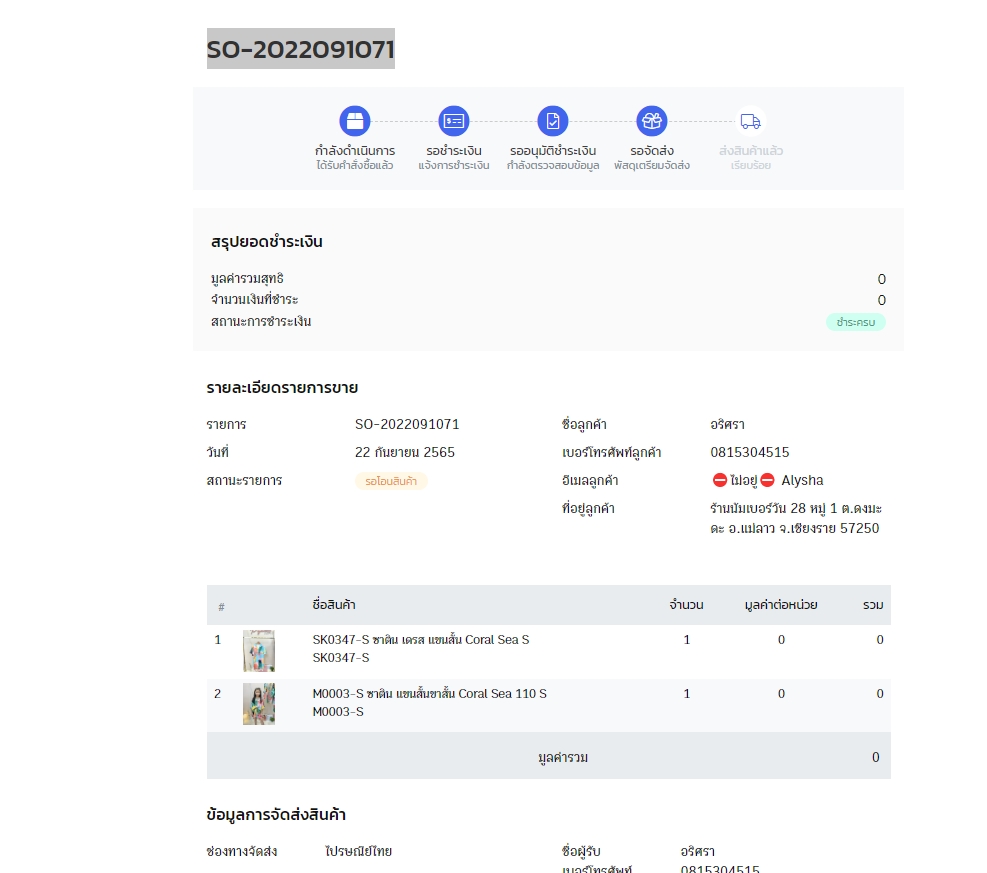 SO-2022091071
กำลังดำเนินการ รอชำระเงิน รออนุมัติชำระเงิน รอจัดส่ง ส่งสินค้าแล้ว
ได้รับคำสั่งซื้อแล้ว แจ้งการชำระเงิน กำลังตรวจสอบข้อมูล พัสดุเตรียมจัดส่ง เรียบร้อย
สรุปยอดชำระเงิน
มูลค่ารวมสุทธิ 0
จำนวนเงินที่ชำระ 0
สถานะการชำระเงิน ชำระครบ
รายละเอียดรายการขาย
รายการ SO-2022091071 ชื่อลูกค้า อริศรา
วันที่ 22 กันยายน 2565 เบอร์โทรศัพท์ลูกค้า 0815304515
สถานะรายการ รอโอนสินค้า อีเมลลูกค้า ⛔ไม่อยู่⛔ Alysha
ที่อยู่ลูกค้า ร้านนัมเบอร์วัน 28 หมู่ 1 ต.ดงมะ
ดะ อ.แม่ลาว จ.เชียงราย 57250
# ชื่อสินค้า จำนวน มูลค่าต่อหน่วย รวม
1 SK0347-S ซาติน เดรส แขนสั้น Coral Sea S 1 0 0
SK0347-S
2 M0003-S ซาติน แขนสั้นขาสั้น Coral Sea 110 S 1 0 0
M0003-S
มูลค่ารวม 0
ข้อมูลการจัดส่งสินค้า
ช่องทางจัดส่ง ไปรษณีย์ไทย ชื่อผู้รับ อริศรา
เบอร์โทรศัพท์ 0815304515